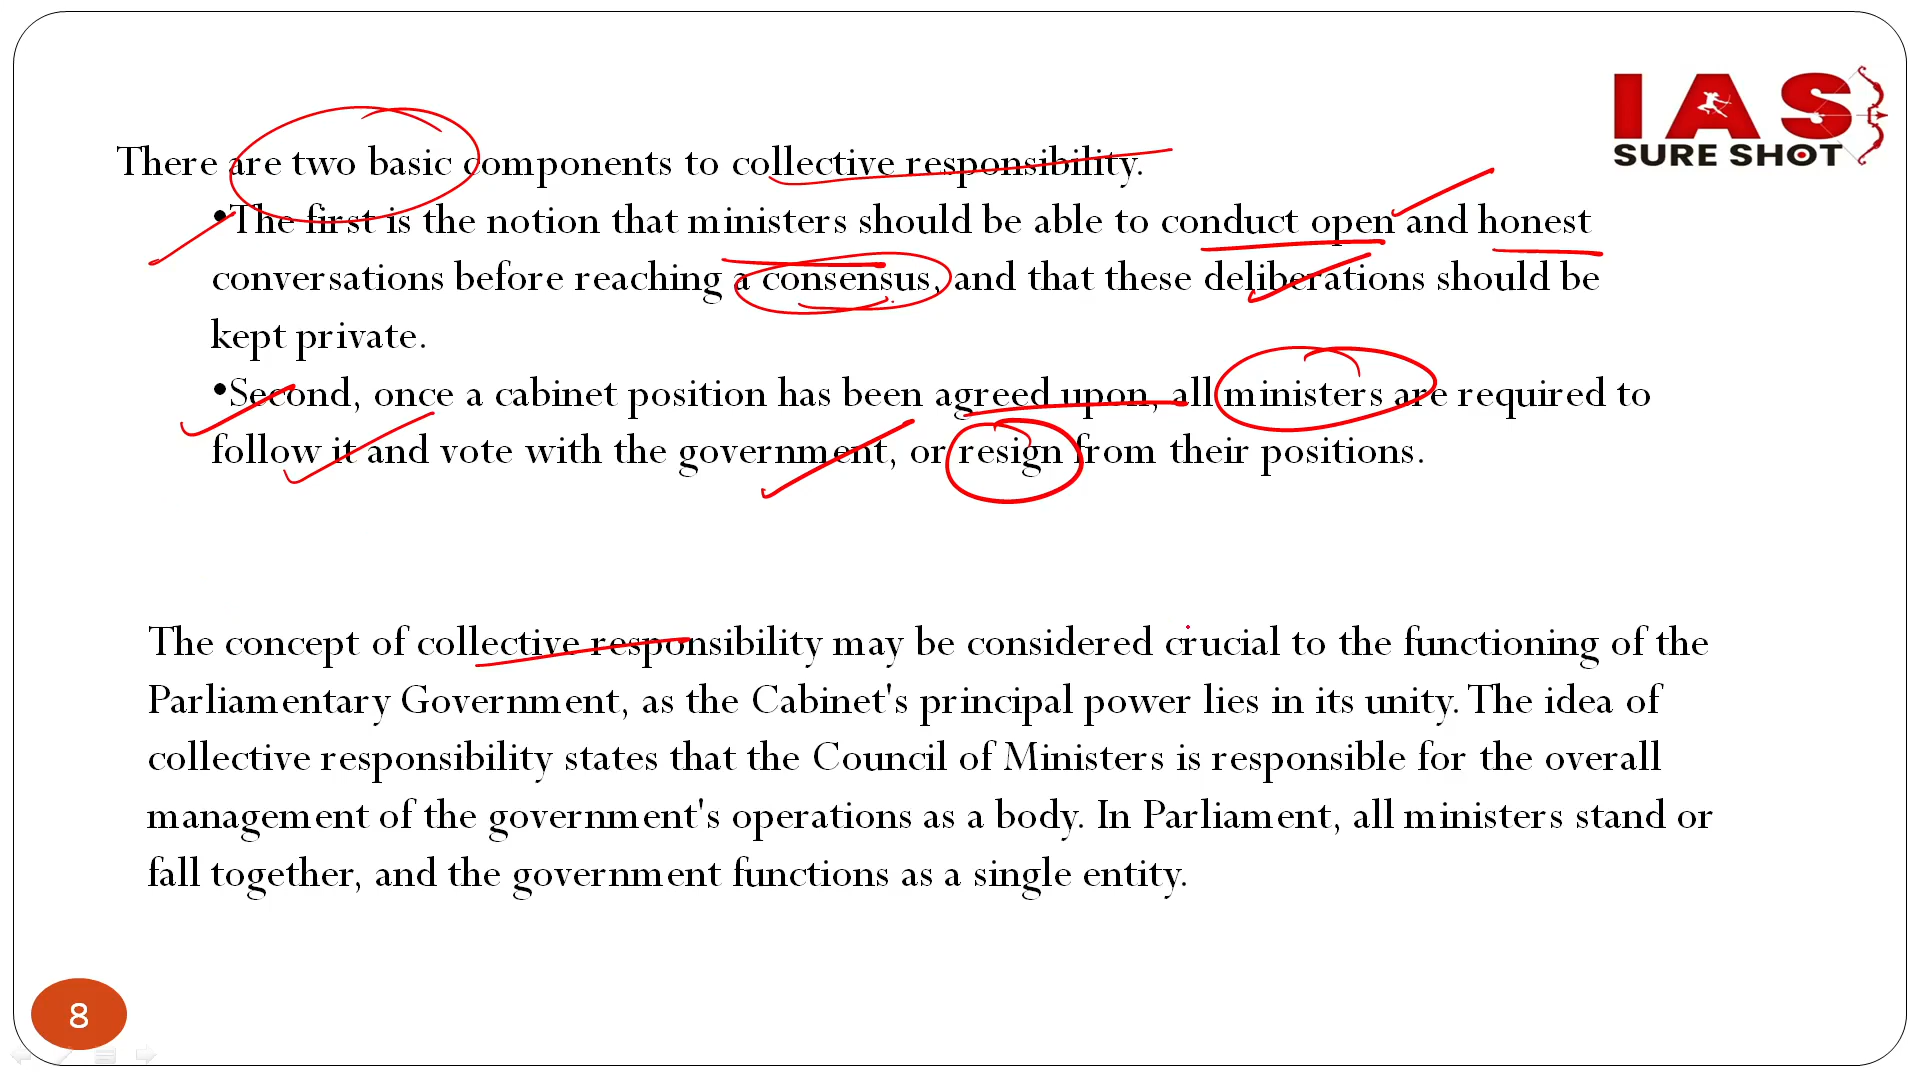 IAS
SURE SHOT
There are two basic components to collective responsibility.
•The first is the notion that ministers should be able to conduct open and honest
conversations before reaching a consensus, and that these deliberations should be
kept private.
•Second, once a cabinet position has been agreed upon, all ministers are required to
follow it and vote with the government, or resign from their positions.
The concept of collective responsibility may be considered crucial to the functioning of the
Parliamentary Government, as the Cabinet's principal power lies in its unity. The idea of
collective responsibility states that the Council of Ministers is responsible for the overall
management of the government's operations as a body. In Parliament, all ministers stand or
fall together, and the government functions as a single entity.
8